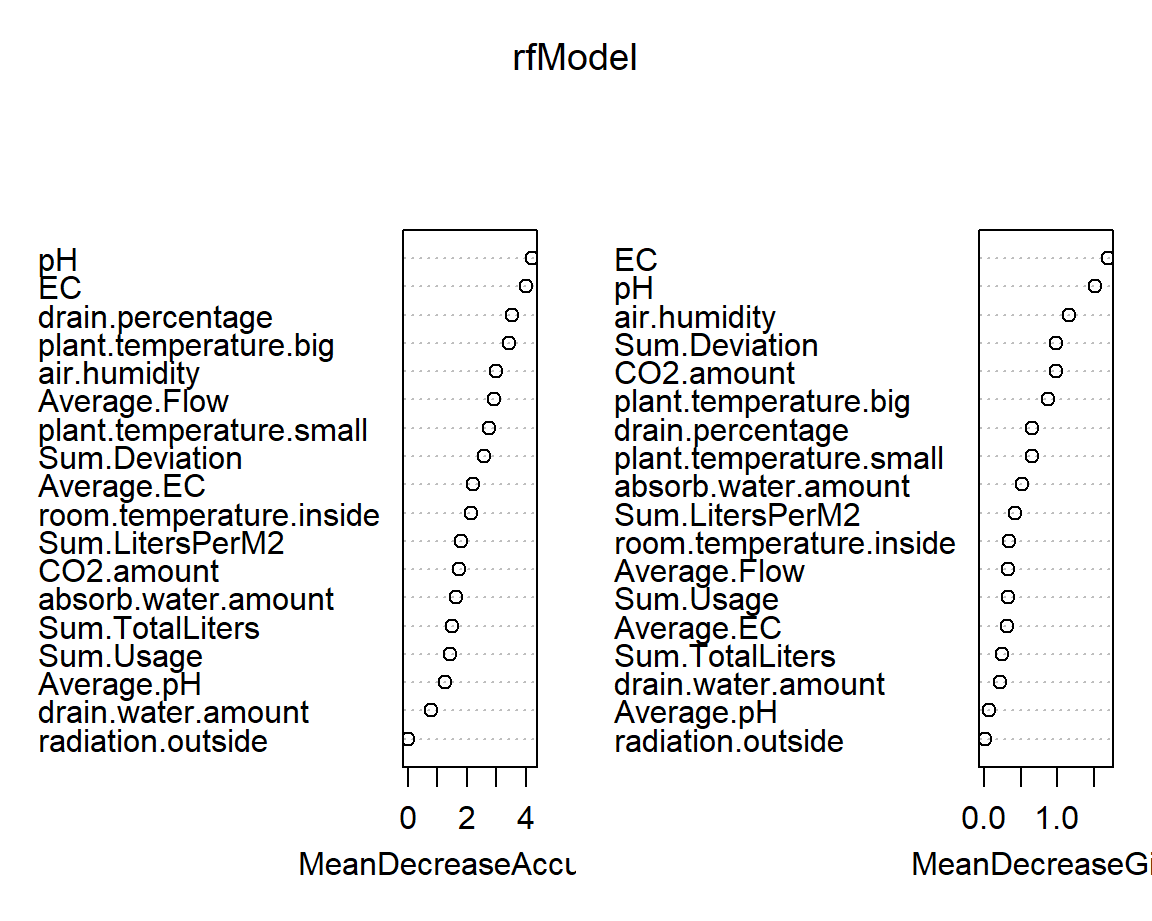 rfModel
pH
EC
drain.percentage
plant.temperature.big
air.humidity
Average.Flow
plant.temperature.small
Sum.Deviation
Average.EC
room.temperature.inside
Sum.LitersPerM2
CO2.amount
absorb.water.amount
Sum.TotalLiters
Sum.Usage
Average.pH
drain.water.amount
radiation.outside
0 2 4
MeanDecreaseAccu
EC
pH
air.humidity
Sum.Deviation
CO2.amount
plant.temperature.big
drain.percentage
plant.temperature.small
absorb.water.amount
Sum.LitersPerM2
room.temperature.inside
Average.Flow
Sum.Usage
Average.EC
Sum.TotalLiters
drain.water.amount
Average.pH
radiation.outside
0.0 1.0
MeanDecreaseGi